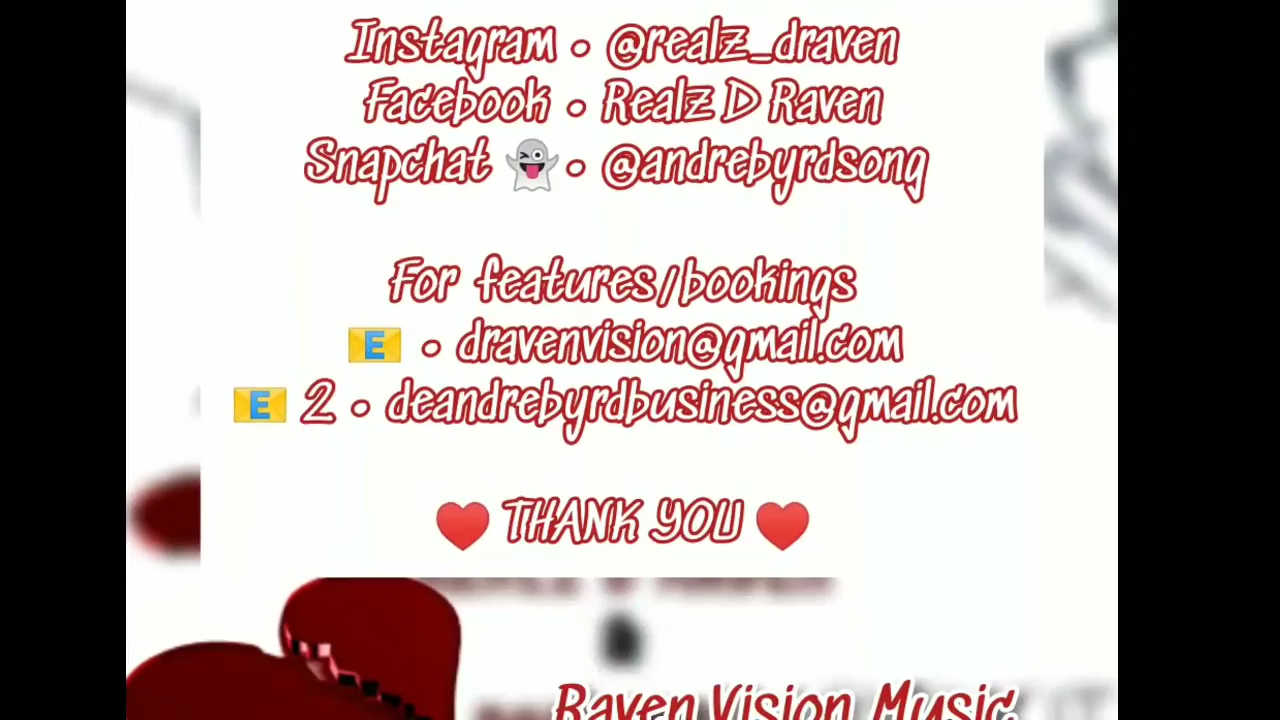 Instagram • @realz_draven
Facebook • Realz D Raven
Snapchat 👻 • @andrebyrdsong
For features/bookings
📧 • dravenvision@gmail.com
📧 2 • deandrebyrdbusiness@gmail.com
♥️ THANK YOU ♥️
Raven Vision Music